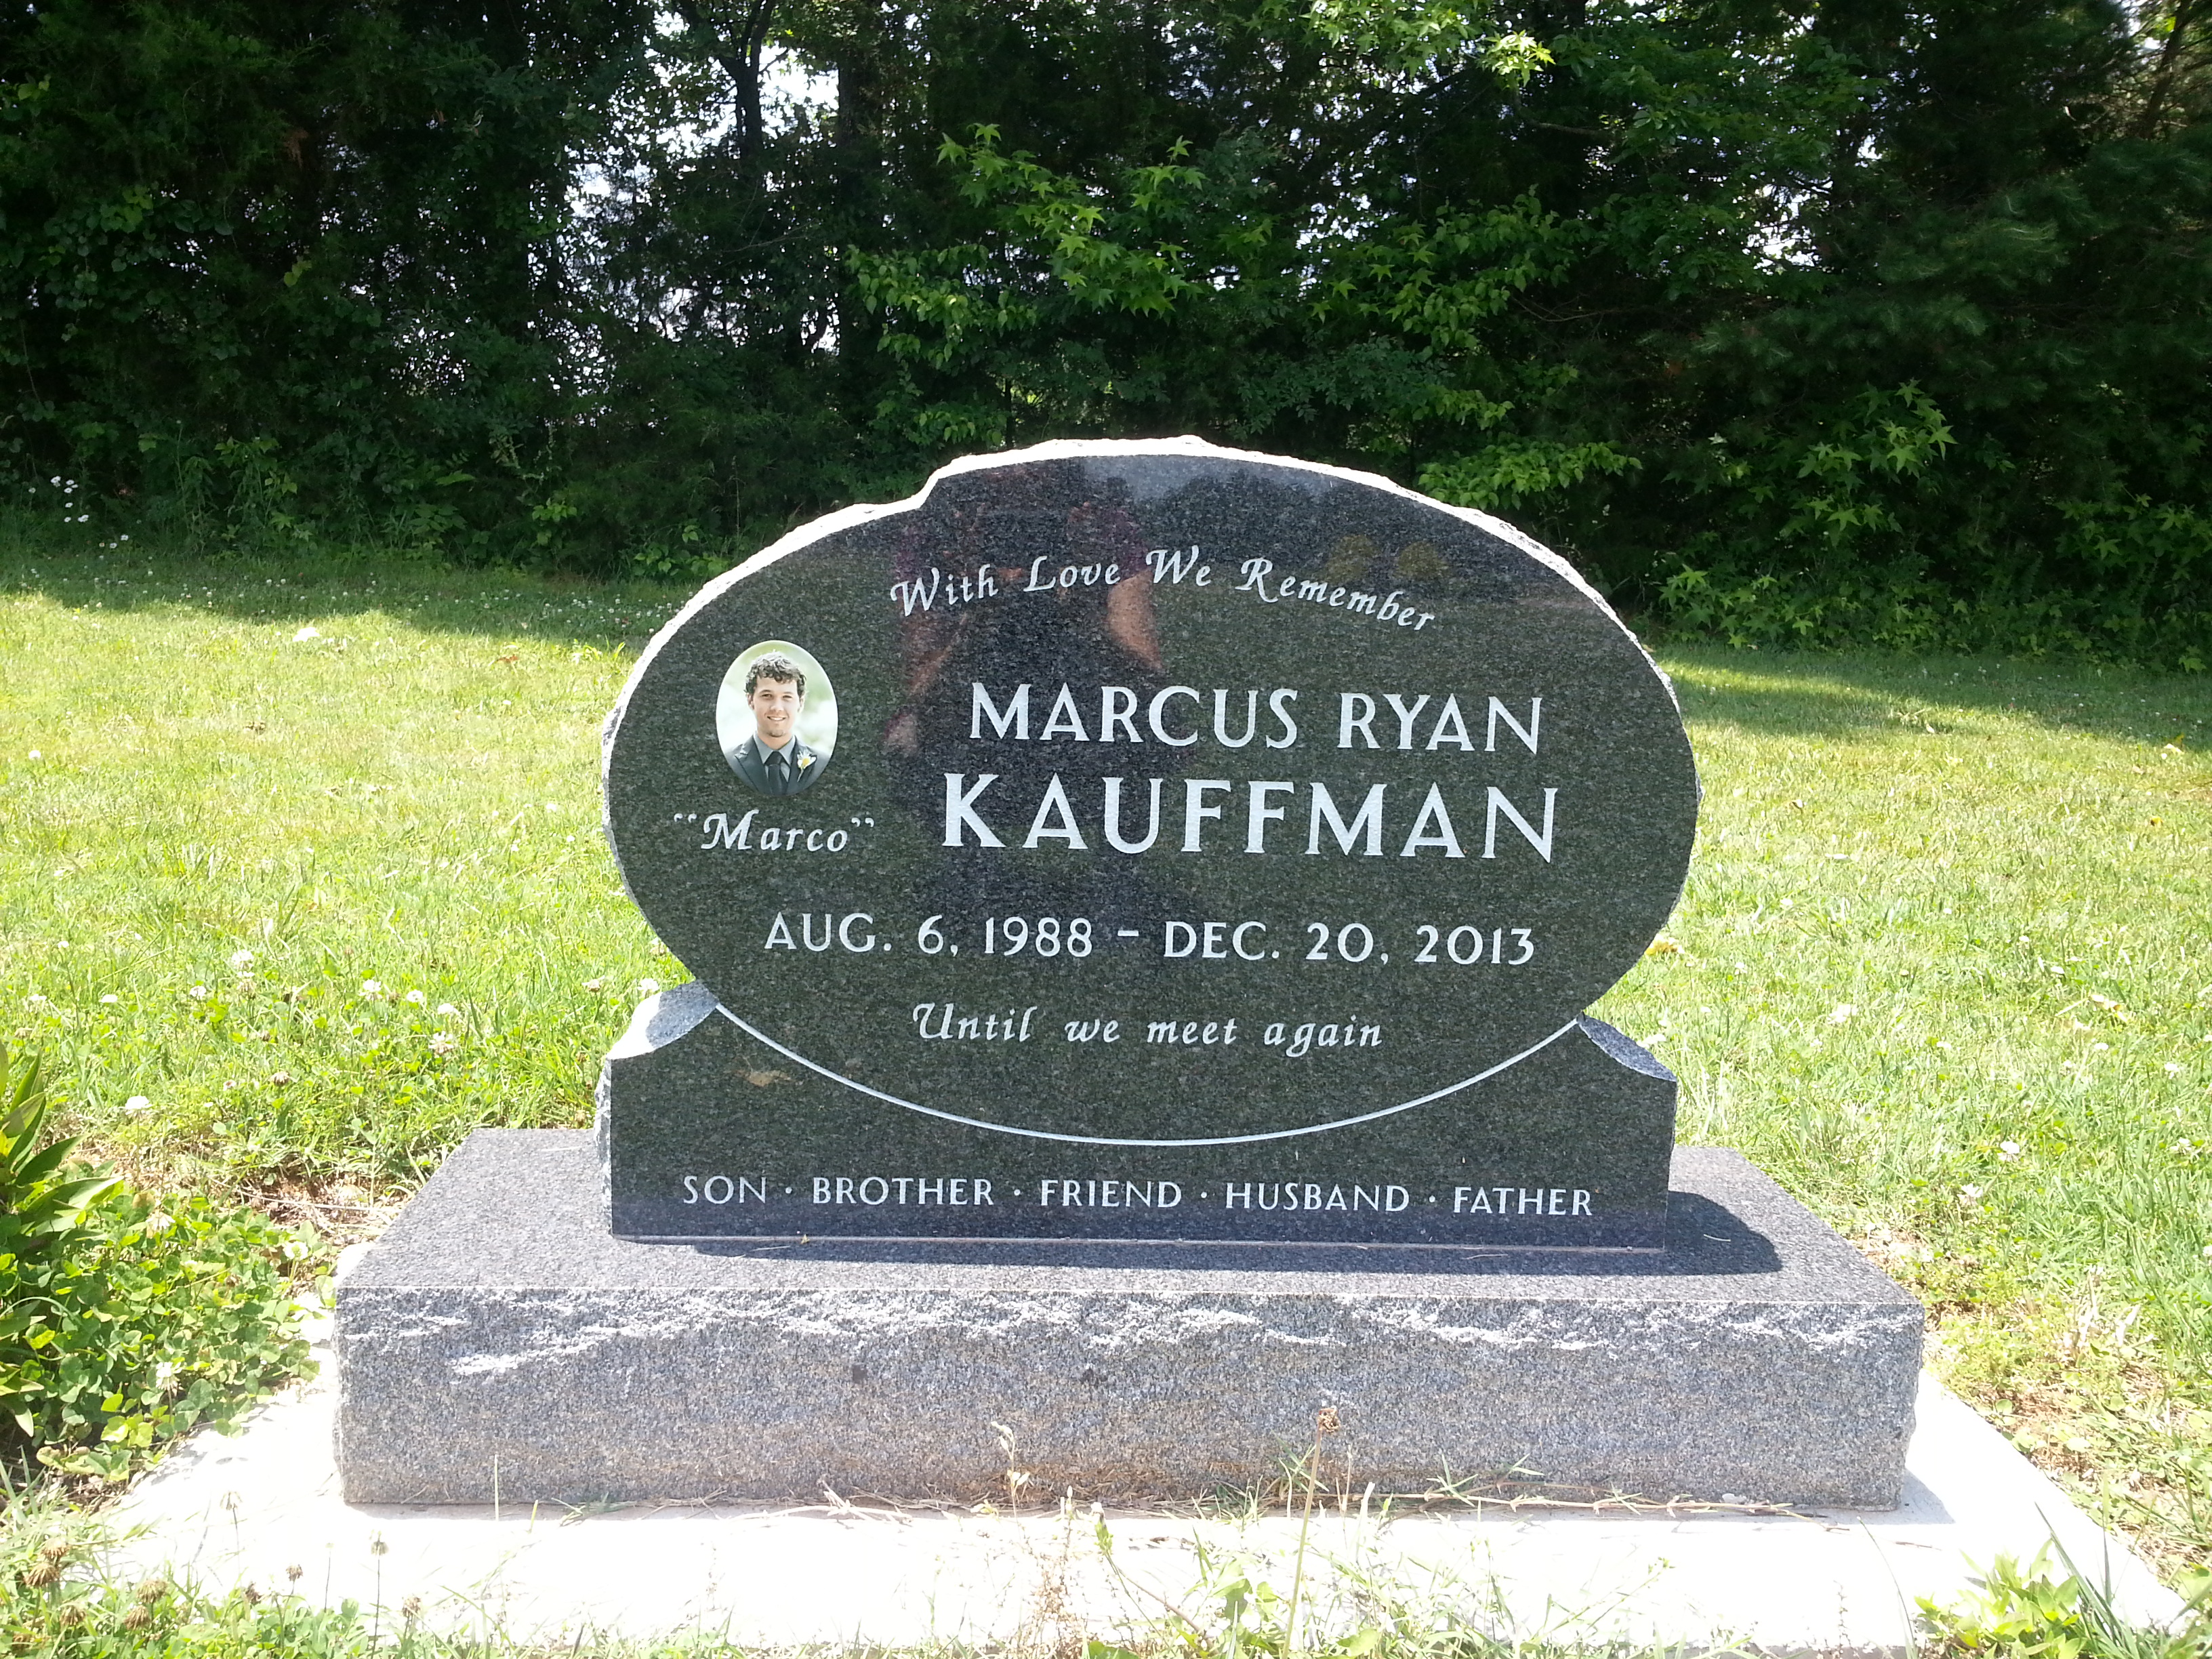 With Love We Remember
MARCUS RYAN
KAUFFMAN
"Marco"
AUG. 6, 1988 - DEC. 20, 2013
Until we meet again
SON · BROTHER · FRIEND · HUSBAND · FATHER